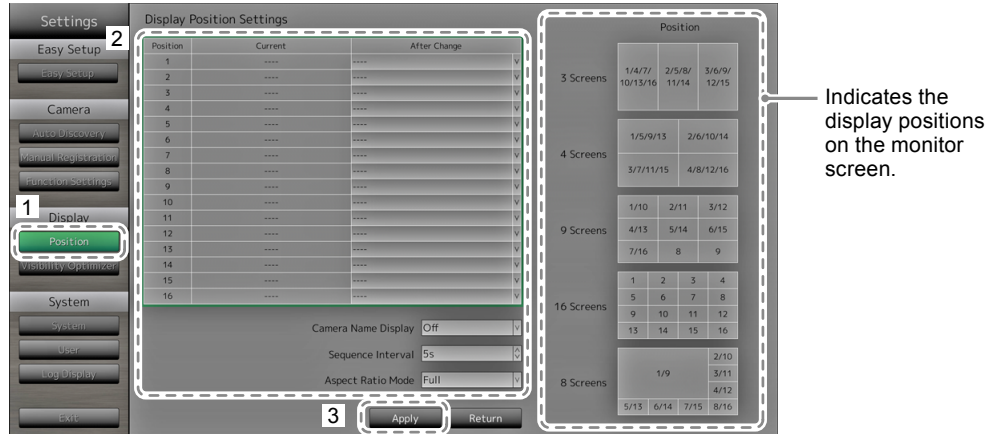 Settings
Easy Setup
Easy Setup
Camera
Auto Discovery
Manual Registration
Function Settings
1
Display
Position
Visibility Optimizer
System
System
User
Log Display
Exit
2
Display Position Settings
Position Current After Change
1 ---- ----
2 ---- ----
3 ---- ----
4 ---- ----
5 ---- ----
6 ---- ----
7 ---- ----
8 ---- ----
9 ---- ----
10 ---- ----
11 ---- ----
12 ---- ----
13 ---- ----
14 ---- ----
15 ---- ----
16 ---- ----
Camera Name Display Off
Sequence Interval 5s
Aspect Ratio Mode Full
3
Apply Return
Position
3 Screens
1/4/7/ 2/5/8/ 3/6/9/
10/13/16 11/14 12/15
4 Screens
1/5/9/13 2/6/10/14
3/7/11/15 4/8/12/16
9 Screens
1/10 2/11 3/12
4/13 5/14 6/15
7/16 8 9
16 Screens
1 2 3 4
5 6 7 8
9 10 11 12
13 14 15 16
8 Screens
2/10
1/9 3/11
4/12
5/13 6/14 7/15 8/16
Indicates the
display positions
on the monitor
screen.